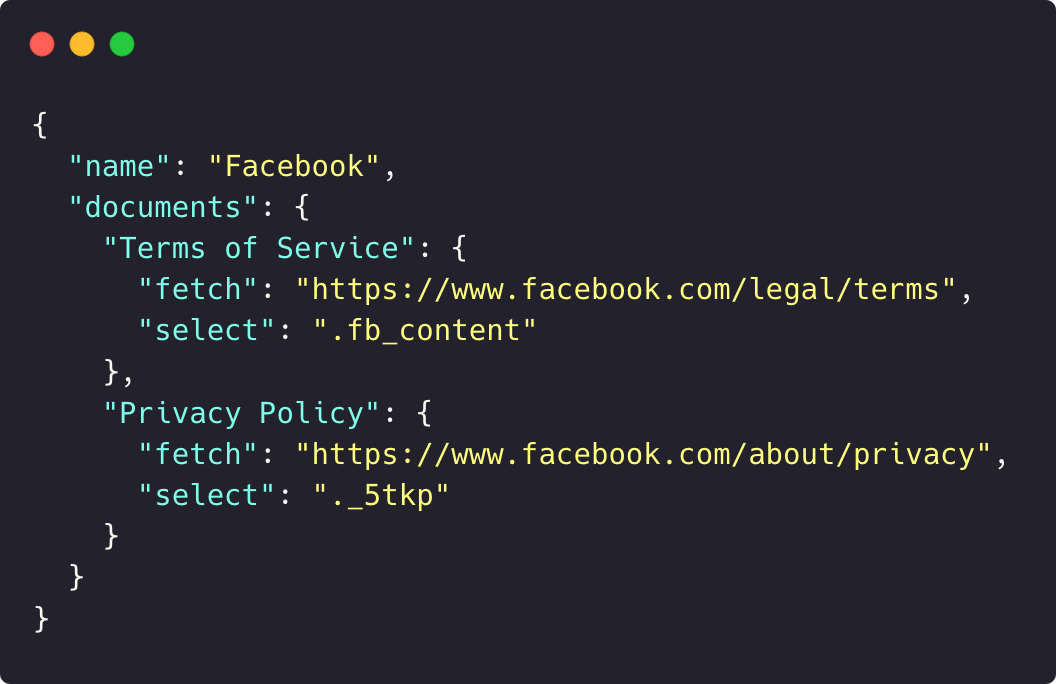 {
  "name": "Facebook",
  "documents": {
    "Terms of Service": {
      "fetch": "https://www.facebook.com/legal/terms",
      "select": ".fb_content"
    },
    "Privacy Policy": {
      "fetch": "https://www.facebook.com/about/privacy",
      "select": "._5tkp"
    }
  }
}